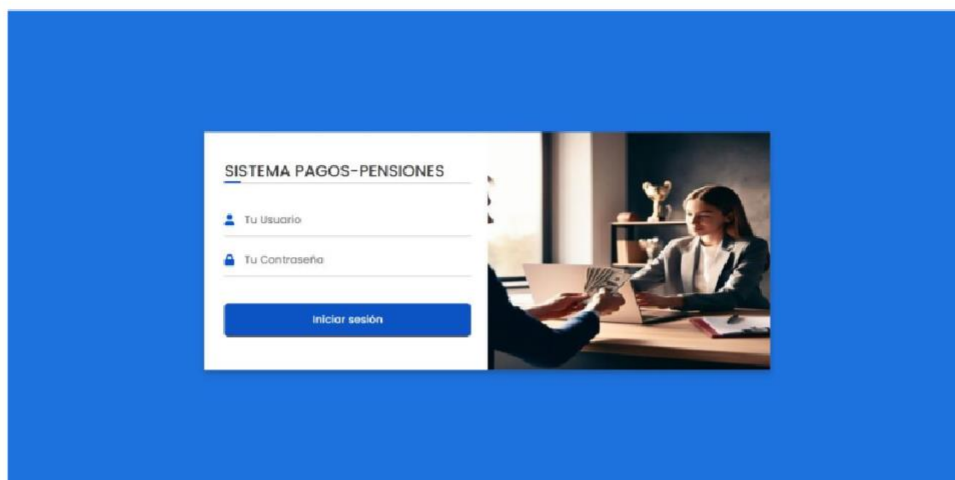 SISTEMA PAGOS-PENSIONES
Tu Usuario
Tu Contraseña
Iniciar sesión